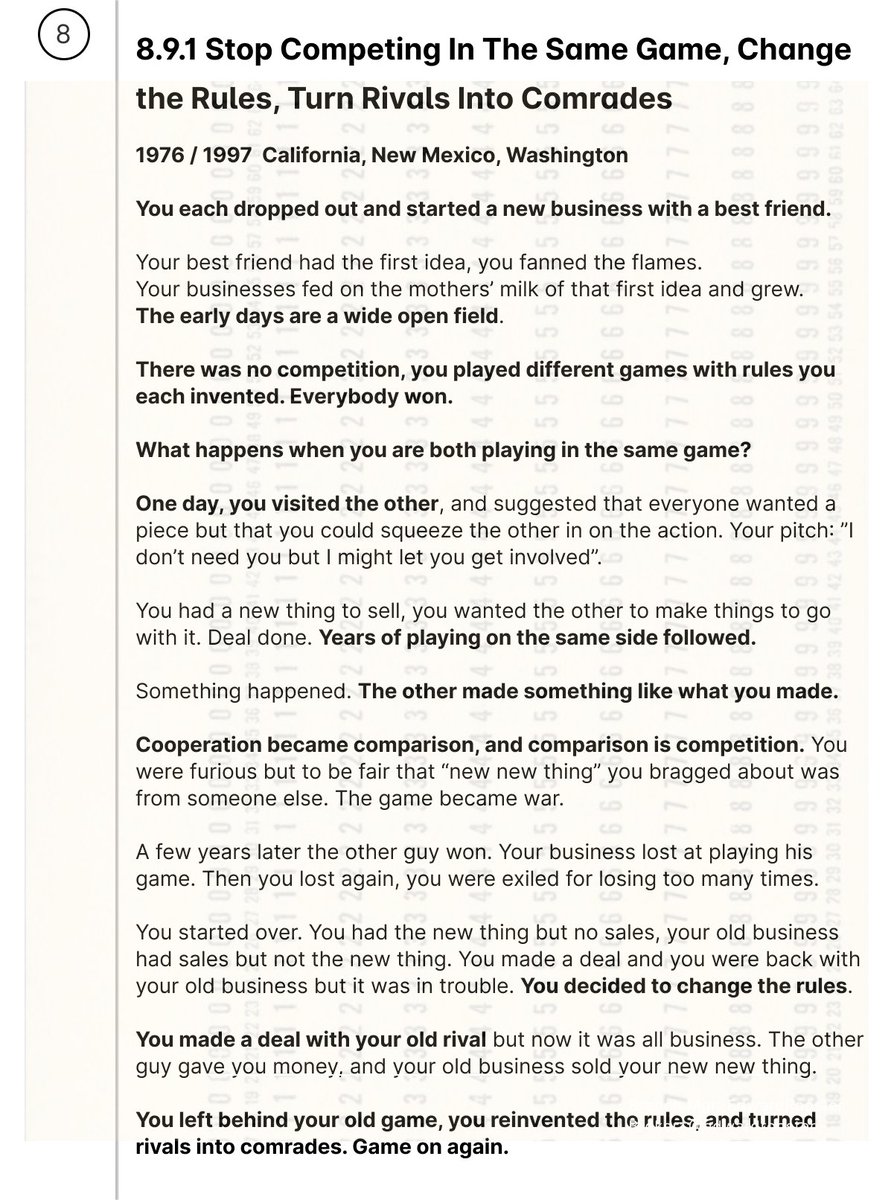 8
8.9.1 Stop Competing In The Same Game, Change
the Rules, Turn Rivals Into Comrades
1976 / 1997 California, New Mexico, Washington
You each dropped out and started a new business with a best friend.
Your best friend had the first idea, you fanned the flames.
Your businesses fed on the mothers’ milk of that first idea and grew.
The early days are a wide open field.
There was no competition, you played different games with rules you
each invented. Everybody won.
What happens when you are both playing in the same game?
One day, you visited the other, and suggested that everyone wanted a
piece but that you could squeeze the other in on the action. Your pitch: ”I
don’t need you but I might let you get involved”.
You had a new thing to sell, you wanted the other to make things to go
with it. Deal done. Years of playing on the same side followed.
Something happened. The other made something like what you made.
Cooperation became comparison, and comparison is competition. You
were furious but to be fair that “new new thing” you bragged about was
from someone else. The game became war.
A few years later the other guy won. Your business lost at playing his
game. Then you lost again, you were exiled for losing too many times.
You started over. You had the new thing but no sales, your old business
had sales but not the new thing. You made a deal and you were back with
your old business but it was in trouble. You decided to change the rules.
You made a deal with your old rival but now it was all business. The other
guy gave you money, and your old business sold your new new thing.
You left behind your old game, you reinvented the rules, and turned
rivals into comrades. Game on again.